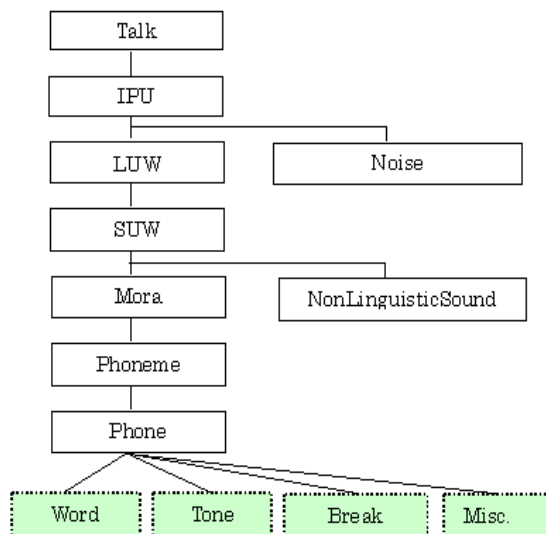 Talk
IPU
LUW
Noise
SUW
Mora
NonLinguisticSound
Phoneme
Phone
Word
Tone
Break
Misc.